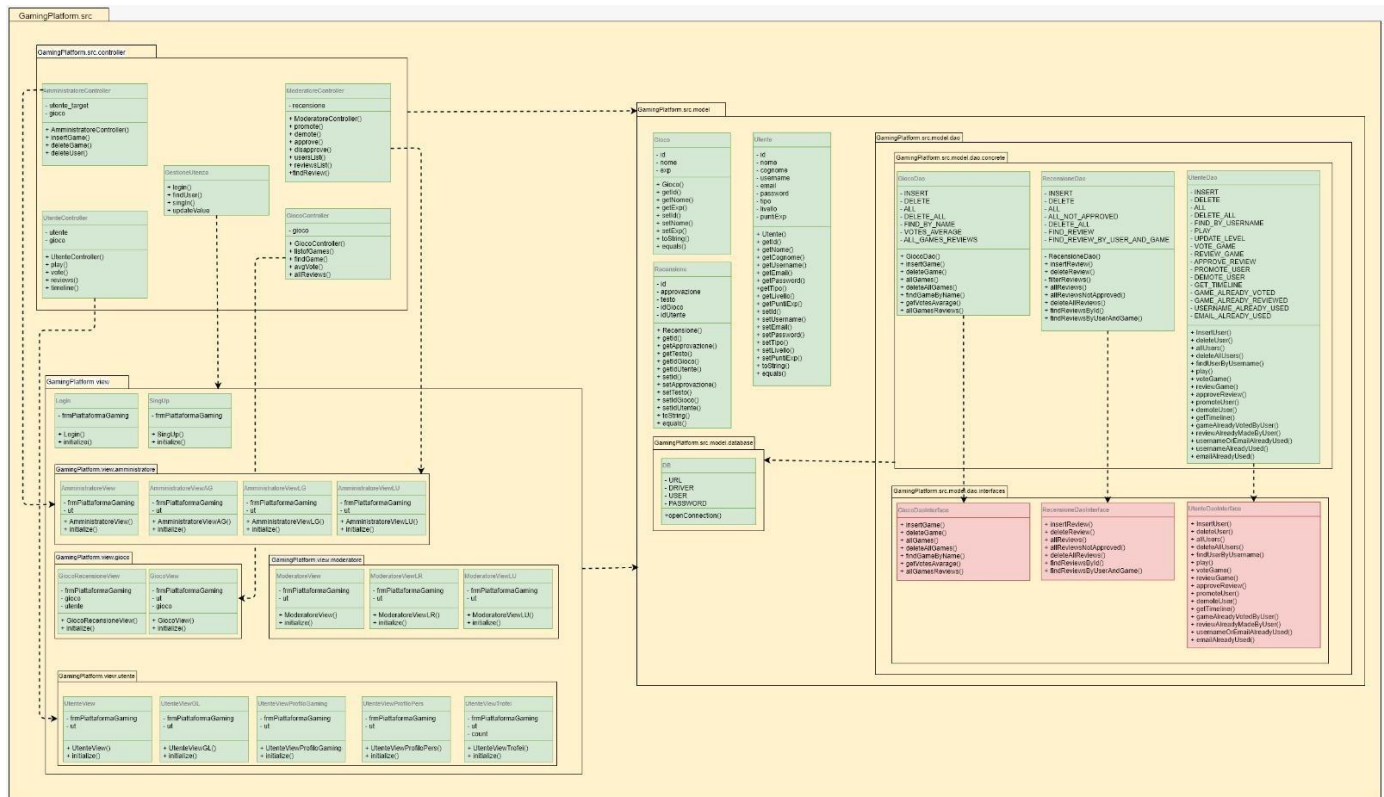 GamingPlatform.src
GamingPlatform.src.controller
AmministratoreController
- utente_target
- gioco
+ AmministratoreController()
+ insertGame()
+ deleteGame()
+ deleteUser()
ModeratoreController
- recensione
+ ModeratoreController()
+ promote()
+ demote()
+ approve()
+ disapprove()
+ usersList()
+ reviewsList()
+findReview()
GestioneUtenza
+ login()
+ findUser()
+ singIn()
+ updateValue
UtenteController
- utente
- gioco
+ UtenteController()
+ play()
+ vote()
+ reviews()
+ timeline()
GiocoController
- gioco
+ GiocoController()
+ listofGames()
+ findGame()
+ avgVote()
+ allReviews()
GamingPlatform.view
Login
- frmPiattaformaGaming
+ Login()
+ initialize()
SingUp
- frmPiattaformaGaming
+ SingUp()
+ initialize()
GamingPlatform.view.amministratore
AmministratoreView
- frmPiattaformaGaming
- ut
+ AmministratoreView()
+ initialize()
AmministratoreViewAG
- frmPiattaformaGaming
- ut
+ AmministratoreViewAG()
+ initialize()
AmministratoreViewLG
- frmPiattaformaGaming
- ut
+ AmministratoreViewLG()
+ initialize()
AmministratoreViewLU
- frmPiattaformaGaming
- ut
+ AmministratoreViewLU()
+ initialize()
GamingPlatform.view.gioco
GiocoRecensioneView
- frmPiattaformaGaming
- gioco
- utente
+ GiocoRecensioneView()
+ initialize()
GiocoView
- frmPiattaformaGaming
- ut
- gioco
+ GiocoView()
+ initialize()
GamingPlatform.view.moderatore
ModeratoreView
- frmPiattaformaGaming
- ut
+ ModeratoreView()
+ initialize()
ModeratoreViewLR
- frmPiattaformaGaming
- ut
+ ModeratoreViewLR()
+ initialize()
ModeratoreViewLU
- frmPiattaformaGaming
- ut
+ ModeratoreViewLU()
+ initialize()
GamingPlatform.view.utente
UtenteView
- frmPiattaformaGaming
- ut
+ UtenteView()
+ initialize()
UtenteViewGL
- frmPiattaformaGaming
- ut
+ UtenteViewGL()
+ initialize()
UtenteViewProfiloGaming
- frmPiattaformaGaming
- ut
+ UtenteViewProfiloGaming
+ initialize()
UtenteViewProfiloPers
- frmPiattaformaGaming
- ut
+ UtenteViewProfiloPers()
+ initialize()
UtenteViewTrofei
- frmPiattaformaGaming
- ut
- count
+ UtenteViewTrofei()
+ initialize()
GamingPlatform.src.model
Gioco
- id
- nome
- exp
+ Gioco()
+ getId()
+ getNome()
+ getExp()
+ setId()
+ setNome()
+ setExp()
+ toString()
+ equals()
Utente
- id
- nome
- cognome
- username
- email
- password
- tipo
- livello
- puntiExp
+ Utente()
+ getId()
+ getNome()
+ getCognome()
+ getUsername()
+ getEmail()
+ getPassword()
+getTipo()
+ getLivello()
+ getPuntiExp()
+ setId()
+ setUsername()
+ setEmail()
+ setPassword()
+ setTipo()
+ setLivello()
+ setPuntiExp()
+ toString()
+ equals()
Recensione
- id
- approvazione
- testo
- idGioco
- idUtente
+ Recensione()
+ getId()
+ getApprovazione()
+ getTesto()
+ getIdGioco()
+ getIdUtente()
+ setId()
+ setApprovazione()
+ setTesto()
+ setIdGioco()
+ setIdUtente()
+ toString()
+ equals()
GamingPlatform.src.model.database
DB
- URL
- DRIVER
- USER
- PASSWORD
+openConnection()
GamingPlatform.src.model.dao
GamingPlatform.src.model.dao.concrete
GiocoDao
- INSERT
- DELETE
- ALL
- DELETE_ALL
- FIND_BY_NAME
- VOTES_AVERAGE
- ALL_GAMES_REVIEWS
+ GiocoDao()
+ insertGame()
+ deleteGame()
+ allGames()
+ deleteAllGames()
+ findGameByName()
+ getVotesAvarage()
+ allGamesReviews()
RecensioneDao
- INSERT
- DELETE
- ALL
- ALL_NOT_APPROVED
- DELETE_ALL
- FIND_REVIEW
- FIND_REVIEW_BY_USER_AND_GAME
- RecensioneDao()
+ insertReview()
+ deleteReview()
- filterReviews()
+ allReviews()
+ allReviewsNotApproved()
+ deleteAllReviews()
+ findReviewsById()
+ findReviewsByUserAndGame()
UtenteDao
- INSERT
- DELETE
- ALL
- DELETE_ALL
- FIND_BY_USERNAME
- PLAY
- UPDATE_LEVEL
- VOTE_GAME
- REVIEW_GAME
- APPROVE_REVIEW
- PROMOTE_USER
- DEMOTE_USER
- GET_TIMELINE
- GAME_ALREADY_VOTED
- GAME_ALREADY_REVIEWED
- USERNAME_ALREADY_USED
- EMAIL_ALREADY_USED
+ InsertUser()
+ deleteUser()
+ allUsers()
+ deleteAllUsers()
+ findUserByUsername()
+ play()
+ voteGame()
+ reviewGame()
+ approveReview()
+ promoteUser()
+ demoteUser()
+ getTimeline()
+ gameAlreadyVotedByUser()
+ reviewAlreadyMadeByUser()
+ usernameOrEmailAlreadyUsed()
+ usernameAlreadyUsed()
+ emailAlreadyUsed()
GamingPlatform.src.model.dao.interfaces
GiocoDaoInterface
+ insertGame()
+ deleteGame()
+ allGames()
+ deleteAllGames()
+ findGameByName()
+ getVotesAvarage()
+ allGamesReviews()
RecensioneDaoInterface
+ insertReview()
+ deleteReview()
+ allReviews()
+ allReviewsNotApproved()
+ deleteAllReviews()
+ findReviewsById()
+ findReviewsByUserAndGame()
UtenteDaoInterface
+ InsertUser()
+ deleteUser()
+ allUsers()
+ deleteAllUsers()
+ findUserByUsername()
+ play()
+ voteGame()
+ reviewGame()
+ approveReview()
+ promoteUser()
+ demoteUser()
+ getTimeline()
+ gameAlreadyVotedByUser()
+ reviewAlreadyMadeByUser()
+ usernameOrEmailAlreadyUsed()
+ emailAlreadyUsed()